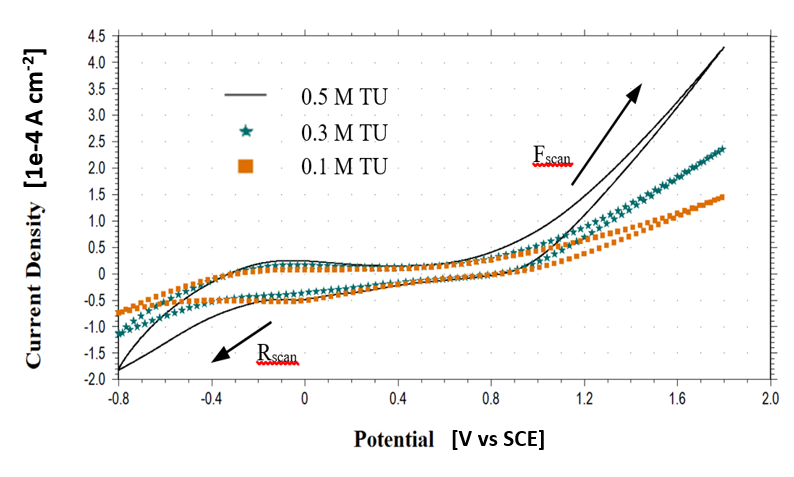 4.5
4.0
3.5
3.0
2.5
2.0
1.5
1.0
0.5
0
-0.5
-1.0
-1.5
-2.0
Current Density [1e-4 A cm-2]
0.5 M TU
0.3 M TU
0.1 M TU
Fscan
Rscan
-0.8 -0.4 0 0.4 0.8 1.2 1.6 2.0
Potential [V vs SCE]